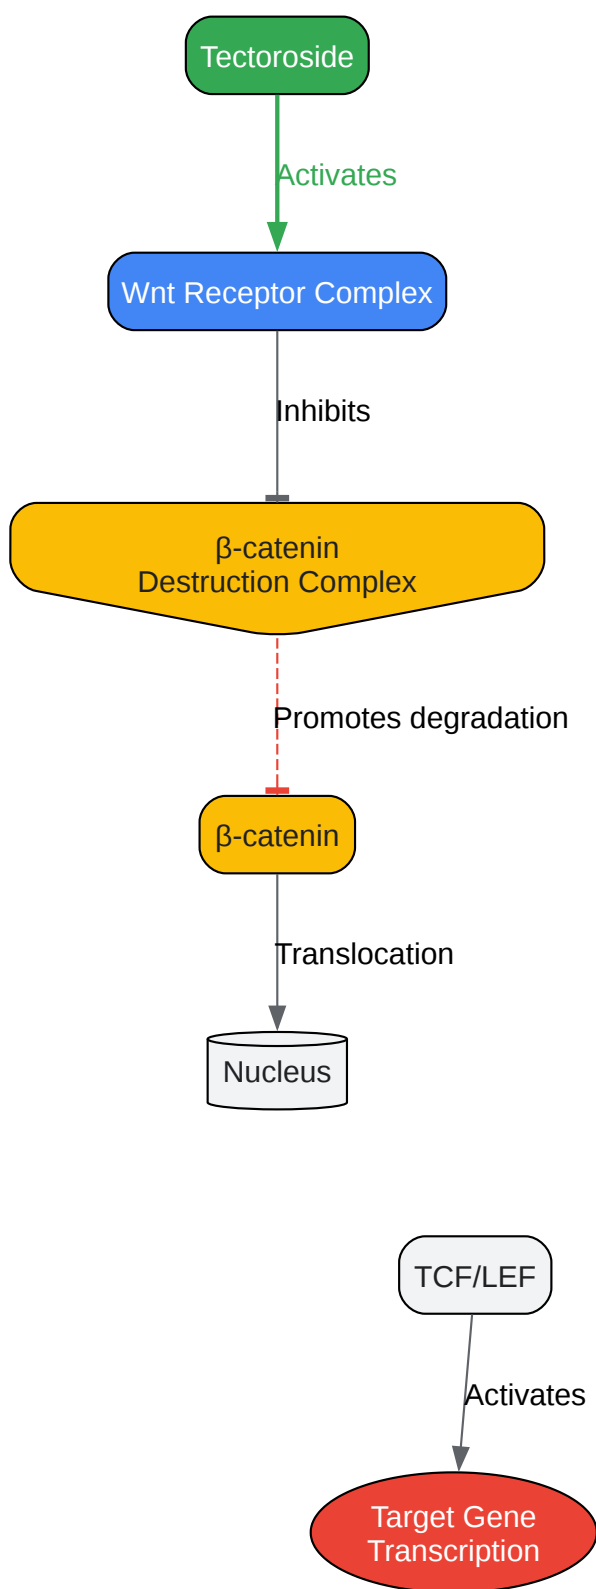 Tectoroside
Activates
Wnt Receptor Complex
Inhibits
β-catenin
Destruction Complex
Promotes degradation
β-catenin
Translocation
Nucleus
TCF/LEF
Activates
Target Gene
Transcription